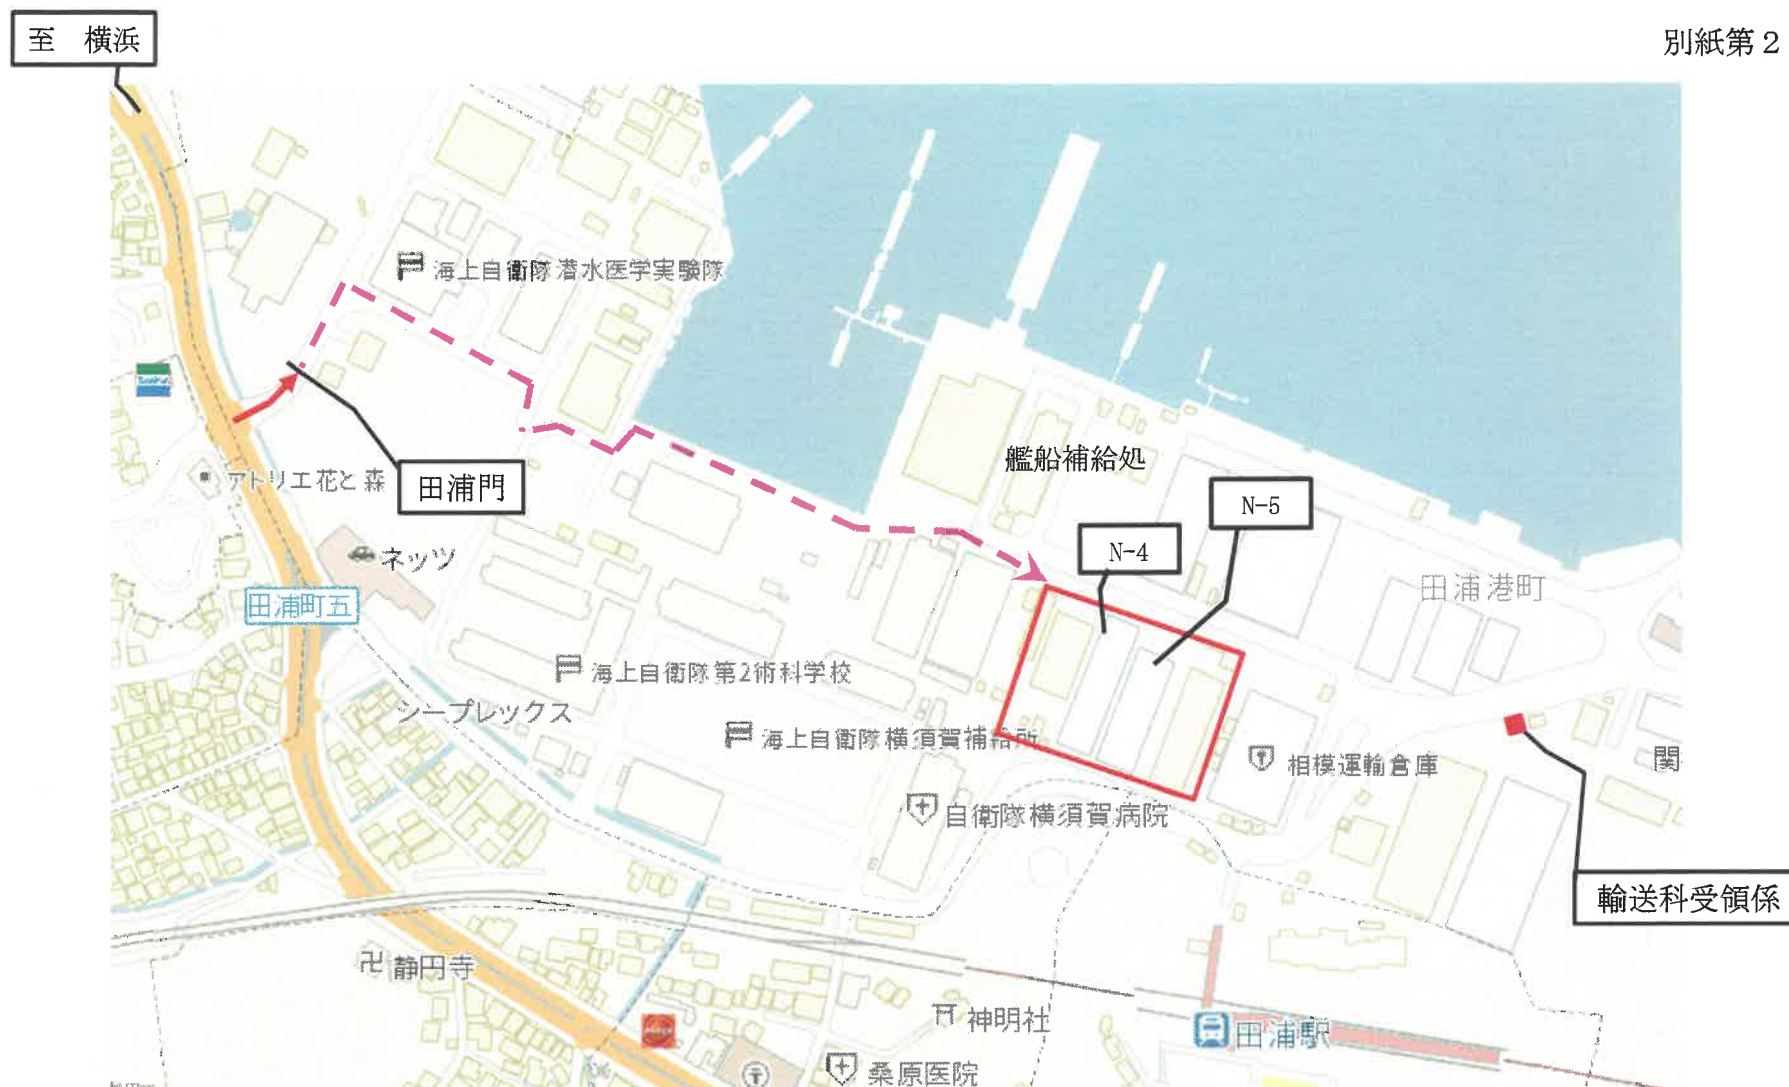 至　横浜
別紙第２
海上自衛隊潜水医学実験隊
アトリエ花と森
田浦門
艦船補給処
N-5
N-4
ネッツ
田浦町五
田浦港町
海上自衛隊第2術科学校
シープレックス
海上自衛隊横須賀補給所
相模運輸倉庫
関
自衛隊横須賀病院
輸送科受領係
静円寺
神明社
田浦駅
桑原医院